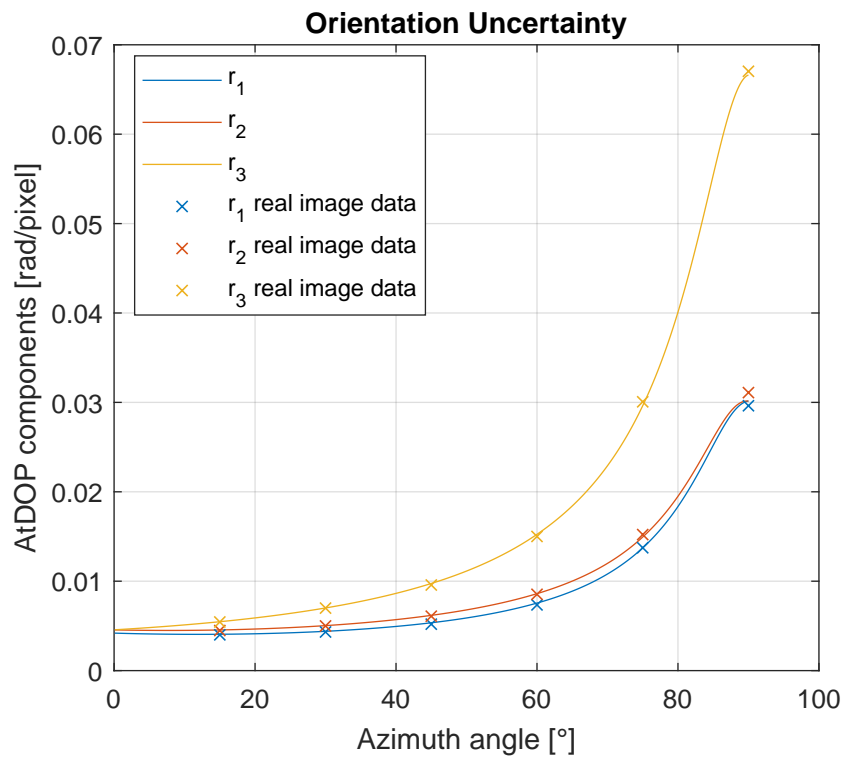 Orientation Uncertainty
AtDOP components [rad/pixel]
0.07
0.06
0.05
0.04
0.03
0.02
0.01
0
r1
r2
r3
r1 real image data
r2 real image data
r3 real image data
0 20 40 60 80 100
Azimuth angle [°]